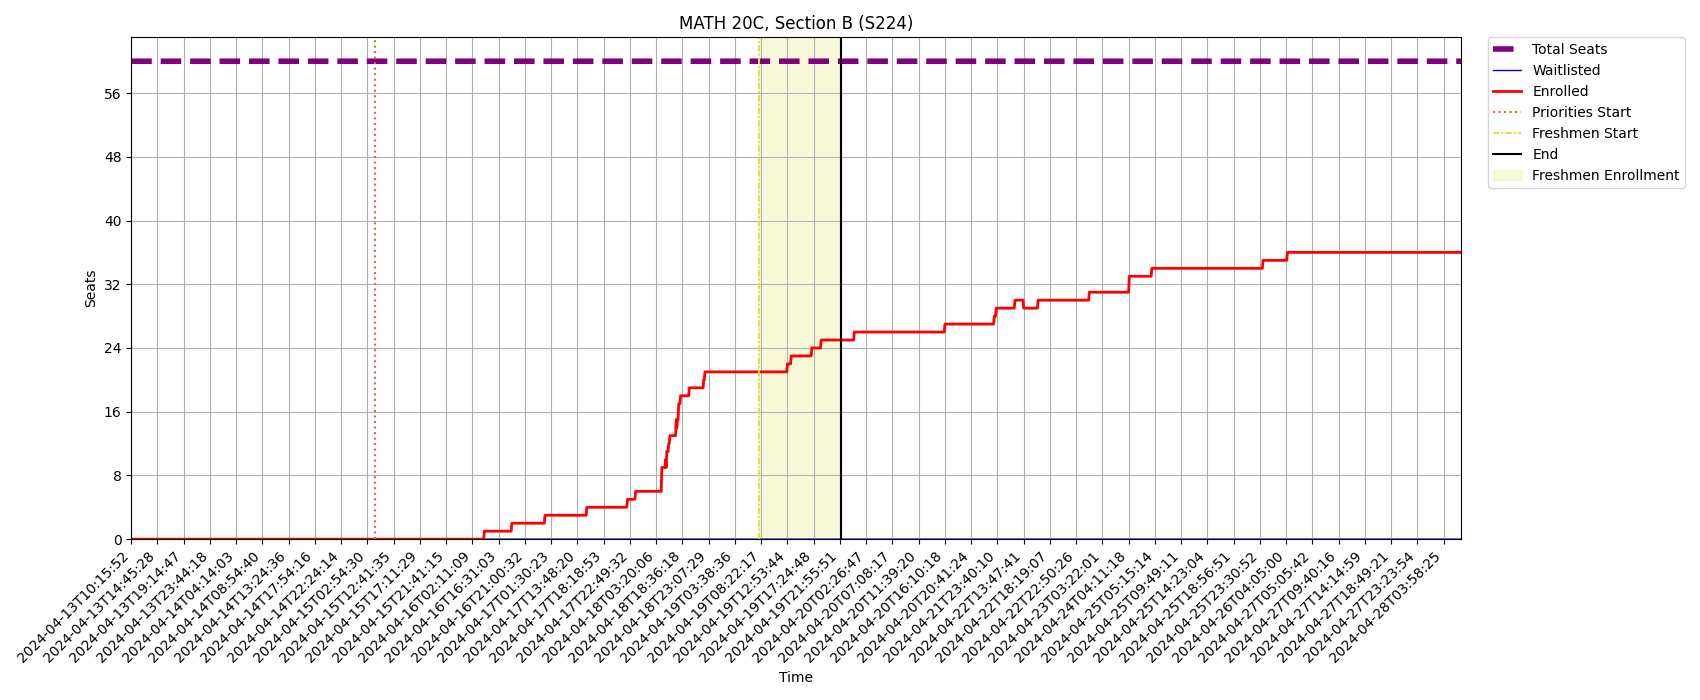 MATH 20C, Section B (S224)
Total Seats
Waitlisted
Enrolled
Priorities Start
Freshmen Start
End
Freshmen Enrollment
Seats
56
48
40
32
24
16
8
0
2024-04-13T10:15:52
2024-04-13T14:45:28
2024-04-13T19:14:47
2024-04-13T23:44:18
2024-04-14T04:14:03
2024-04-14T08:54:40
2024-04-14T13:24:36
2024-04-14T17:54:16
2024-04-14T22:24:14
2024-04-15T02:54:30
2024-04-15T12:41:35
2024-04-15T17:11:29
2024-04-15T21:41:15
2024-04-16T02:11:09
2024-04-16T16:31:03
2024-04-16T21:00:32
2024-04-17T01:30:23
2024-04-17T13:48:20
2024-04-17T18:18:53
2024-04-17T22:49:32
2024-04-18T03:20:06
2024-04-18T18:36:18
2024-04-18T23:07:29
2024-04-19T03:38:36
2024-04-19T08:22:17
2024-04-19T12:53:44
2024-04-19T17:24:48
2024-04-19T21:55:51
2024-04-20T02:26:47
2024-04-20T07:08:17
2024-04-20T11:39:20
2024-04-20T16:10:18
2024-04-20T20:41:24
2024-04-21T23:40:10
2024-04-22T13:47:41
2024-04-22T18:19:07
2024-04-22T22:50:26
2024-04-23T03:22:01
2024-04-24T04:11:18
2024-04-25T05:15:14
2024-04-25T09:49:11
2024-04-25T14:23:04
2024-04-25T18:56:51
2024-04-25T23:30:52
2024-04-26T04:05:00
2024-04-27T05:05:42
2024-04-27T09:40:16
2024-04-27T14:14:59
2024-04-27T18:49:21
2024-04-27T23:23:54
2024-04-28T03:58:25
Time